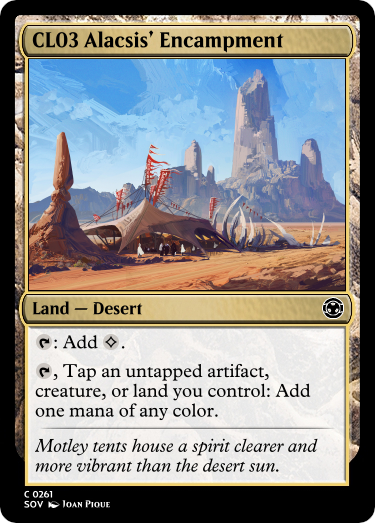 CL03 Alacsis' Encampment
Land — Desert
: Add .
, Tap an untapped artifact,
creature, or land you control: Add
one mana of any color.
Motley tents house a spirit clearer and
more vibrant than the desert sun.
C 0261
SOV Joan Pique